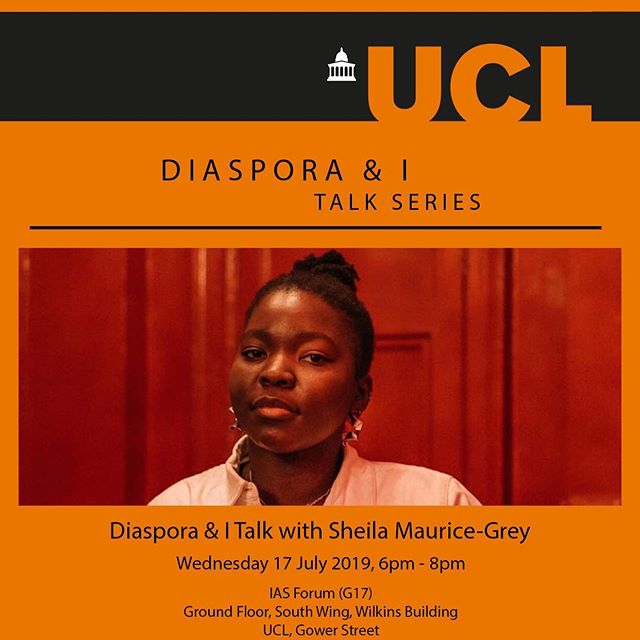 UCL
DIASPORA & I
TALK SERIES
Diaspora & I Talk with Sheila Maurice-Grey
Wednesday 17 July 2019, 6pm - 8pm
IAS Forum (G17)
Ground Floor, South Wing, Wilkins Building
UCL, Gower Street